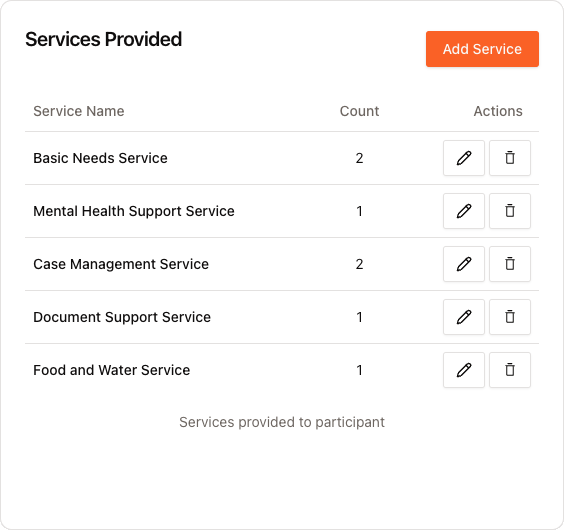 Services Provided
Add Service
Service Name Count Actions
Basic Needs Service 2
Mental Health Support Service 1
Case Management Service 2
Document Support Service 1
Food and Water Service 1
Services provided to participant